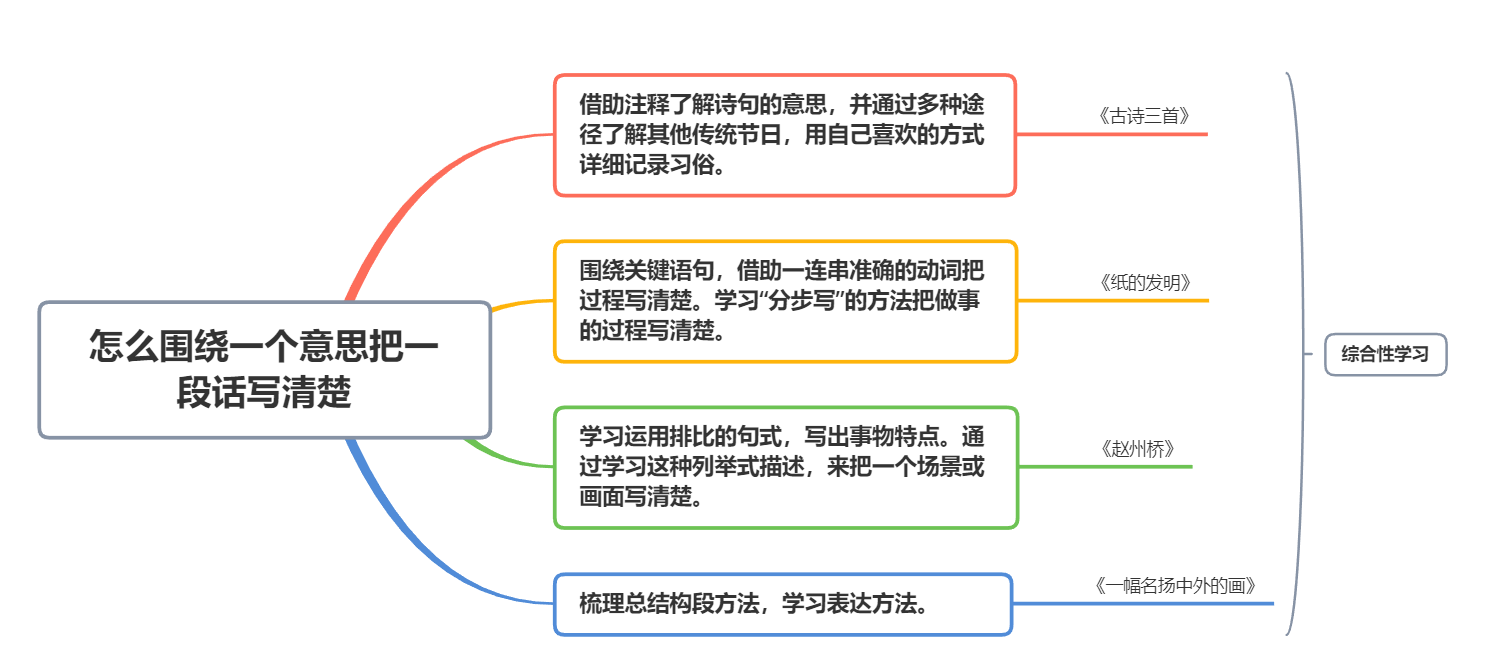 怎么围绕一个意思把一
段话写清楚
借助注释了解诗句的意思，并通过多种途
径了解其他传统节日，用自己喜欢的方式
详细记录习俗。
《古诗三首》
围绕关键语句，借助一连串准确的动词把
过程写清楚。学习“分步写”的方法把做事
的过程写清楚。
《纸的发明》
学习运用排比的句式，写出事物特点。通
过学习这种列举式描述，来把一个场景或
画面写清楚。
《赵州桥》
梳理总结构段方法，学习表达方法。
《一幅名扬中外的画》
综合性学习